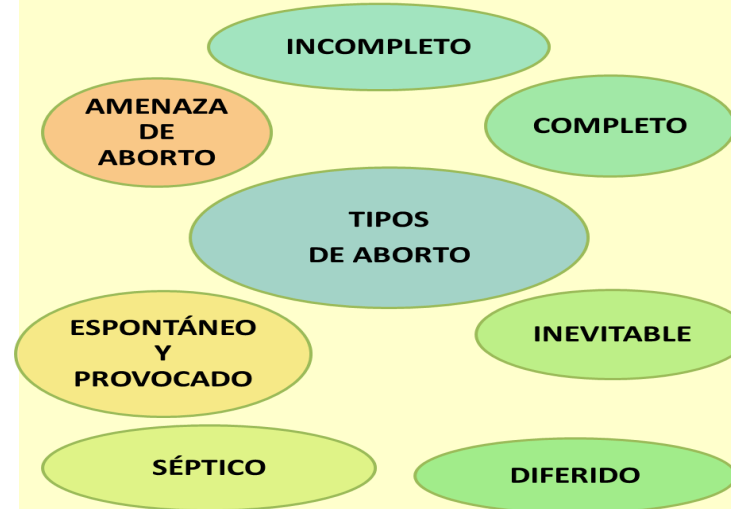 INCOMPLETO
AMENAZA
DE
ABORTO
COMPLETO
TIPOS
DE ABORTO
ESPONTÁNEO
Y
PROVOCADO
INEVITABLE
SÉPTICO
DIFERIDO